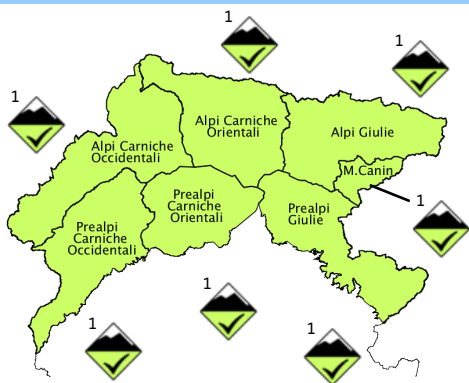 1
1
1
Alpi Carniche
Orientali
Alpi Giulie
Alpi Carniche
Occidentali
M.Canin
Prealpi
Carniche
Orientali
1
Prealpi
Giulie
Prealpi
Carniche
Occidentali
1
1
1